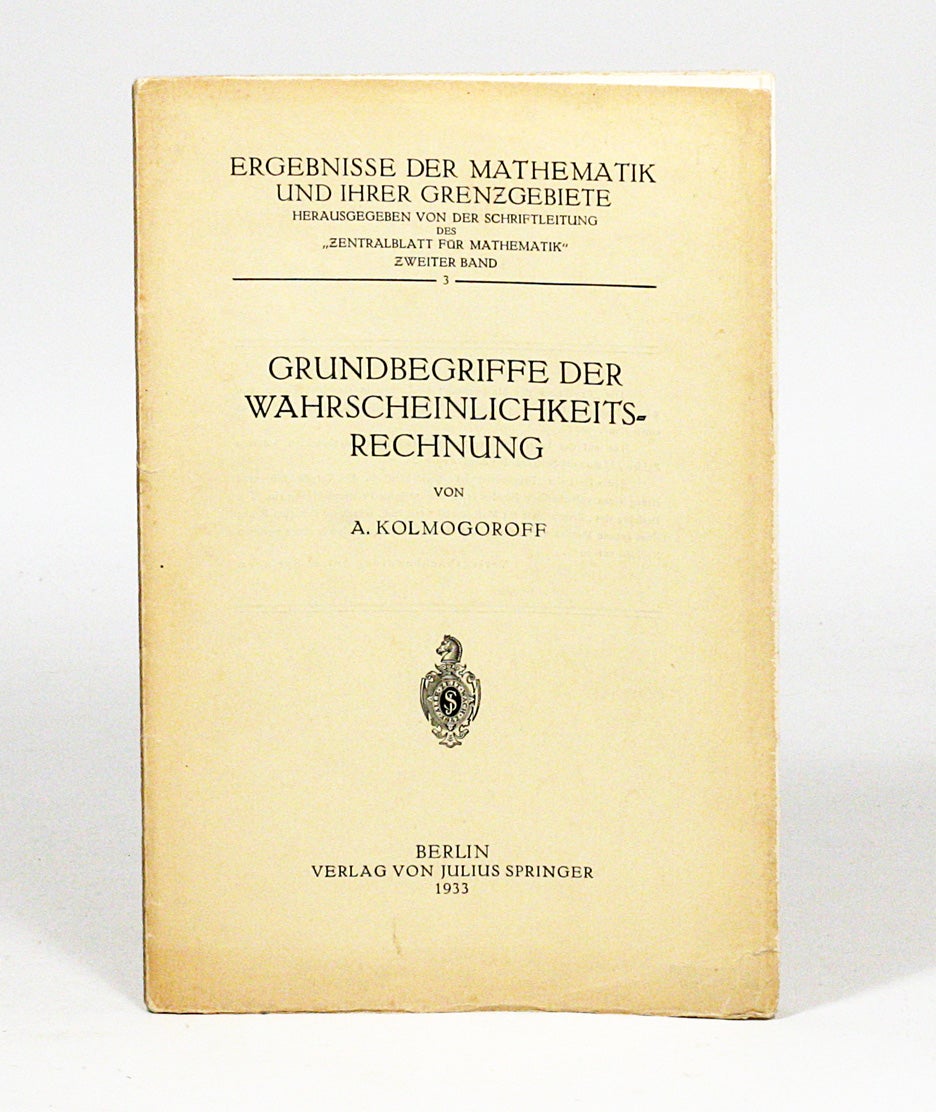 ERGEBNISSE DER MATHEMATIK
UND IHRER GRENZGEBIETE
HERAUSGEGEBEN VON DER SCHRIFTLEITUNG
DES
„ZENTRALBLATT FÜR MATHEMATIK“
ZWEITER BAND
3
GRUNDBEGRIFFE DER
WAHRSCHEINLICHKEITS-
RECHNUNG
VON
A. KOLMOGOROFF
BERLIN
VERLAG VON JULIUS SPRINGER
1933